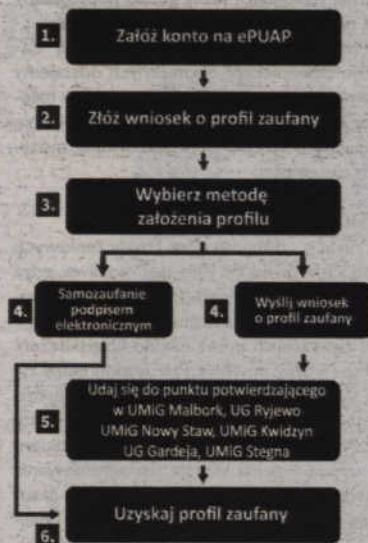 1. Załóż konto na ePUAP
2. Złóż wniosek o profil zaufany
3. Wybierz metodę
założenia profilu
4. Samozaufanie
podpisem
elektronicznym
4. Wyślij wniosek
o profil zaufany
5. Udaj się do punktu potwierdzającego
w UMiG Malbork, UG Ryjewo
UMiG Nowy Staw, UMiG Kwidzyn
UG Gardeja, UMiG Stegna
6. Uzyskaj profil zaufany